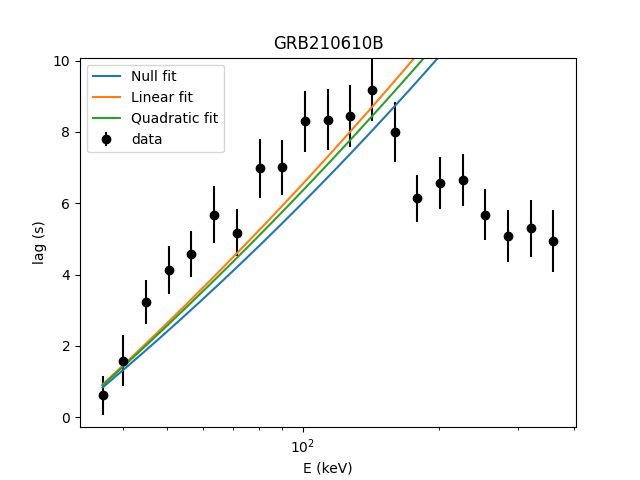 GRB210610B
Null fit
Linear fit
Quadratic fit
data
lag (s)
10
8
6
4
2
0
10²
E (keV)